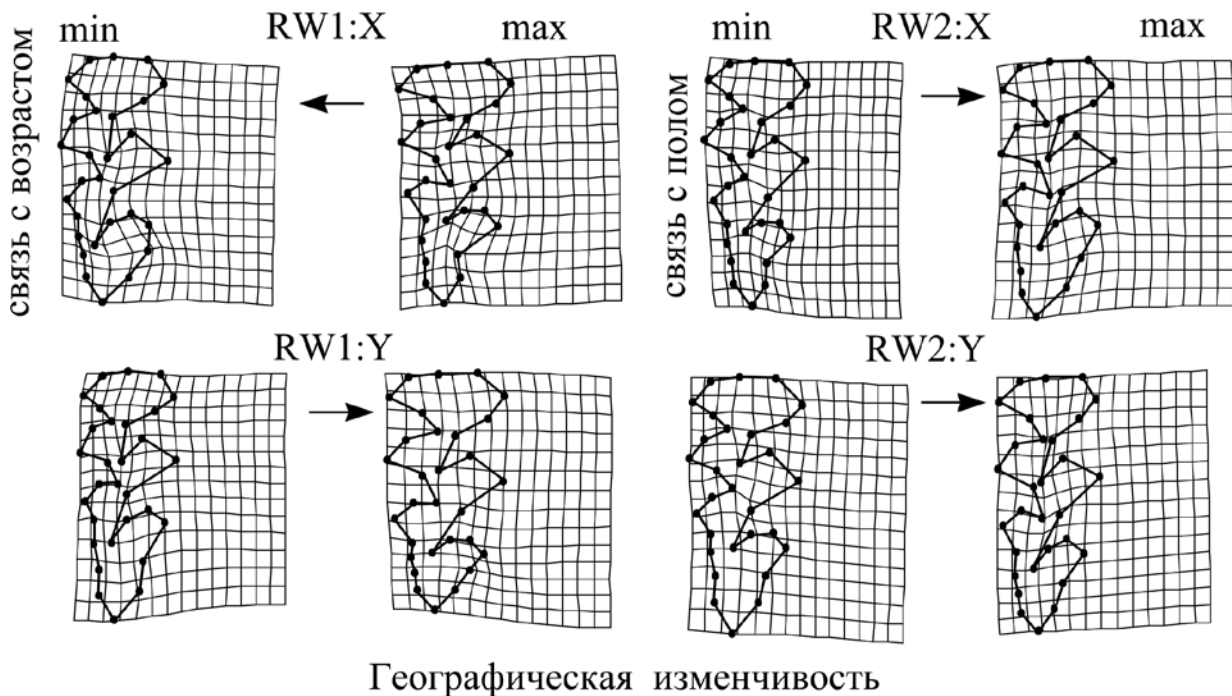 min RW1:X max
min RW2:X max
связь с возрастом
связь с полом
RW1:Y
RW2:Y
Географическая изменчивость